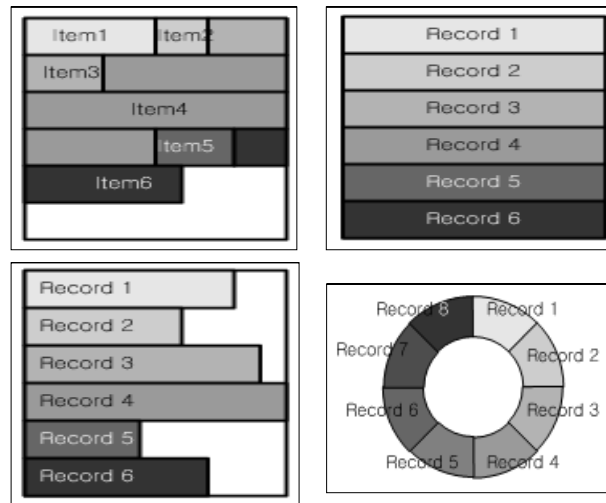 Item1 Item2
Item3
Item4
Item5
Item6
Record 1
Record 2
Record 3
Record 4
Record 5
Record 6
Record 1
Record 2
Record 3
Record 4
Record 5
Record 6
Record 8 Record 1
Record 7 Record 2
Record 6 Record 3
Record 5 Record 4